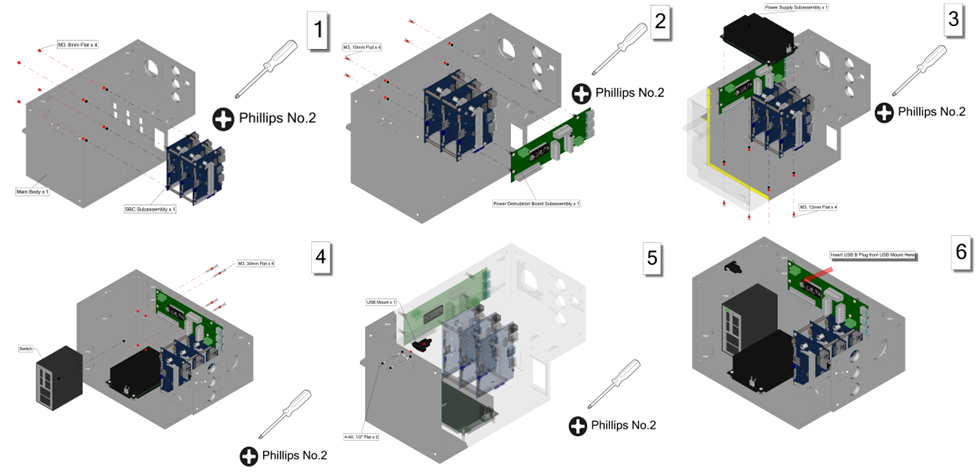 1
M3, 8mm Flat x 4
Phillips No.2
Main Body x 1
SBC Subassembly x 1
2
M3, 10mm Flat x 4
Phillips No.2
Power Distrubtion Board Subassembly x 1
3
Power Supply Subassembly x 1
Phillips No.2
M3, 12mm Flat x 4
4
M3, 30mm Flat x 4
Switch
Phillips No.2
5
USB Mount x 1
4-40, 1/2" Flat x 2
Phillips No.2
6
Insert USB B Plug from USB Mount Here